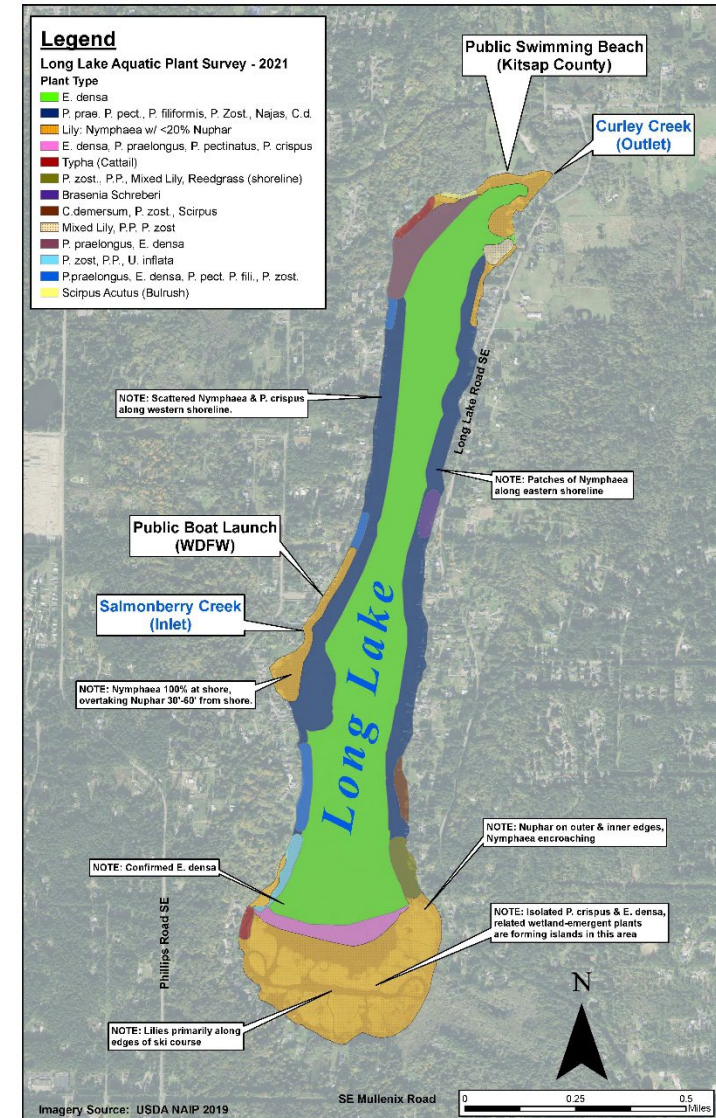 Legend
Long Lake Aquatic Plant Survey - 2021
Plant Type
E. densa
P. prae. P. pect., P. filiformis, P. Zost., Najas, C.d.
Lily: Nymphaea w/ <20% Nuphar
E. densa, P. praelongus, P. pectinatus, P. crispus
Typha (Cattail)
P. zost., P.P., Mixed Lily, Reedgrass (shoreline)
Brasenia Schreberi
C.demersum, P. zost., Scirpus
Mixed Lily, P.P. P. zost
P. praelongus, E. densa
P. zost, P.P., U. inflata
P.praelongus, E. densa, P. pect. P. fili., P. zost.
Scirpus Acutus (Bulrush)
Public Swimming Beach
(Kitsap County)
Curley Creek
(Outlet)
NOTE: Scattered Nymphaea & P. crispus
along western shoreline.
Long Lake Road SE
NOTE: Patches of Nymphaea
along eastern shoreline
Public Boat Launch
(WDFW)
Salmonberry Creek
(Inlet)
NOTE: Nymphaea 100% at shore,
overtaking Nuphar 30'-60' from shore.
Long Lake
NOTE: Nuphar on outer & inner edges,
Nymphaea encroaching
NOTE: Confirmed E. densa
NOTE: Isolated P. crispus & E. densa,
related wetland-emergent plants
are forming islands in this area
Phillips Road SE
NOTE: Lilies primarily along
edges of ski course
N
SE Mullenix Road
0 0.25 0.5
Miles
Imagery Source: USDA NAIP 2019